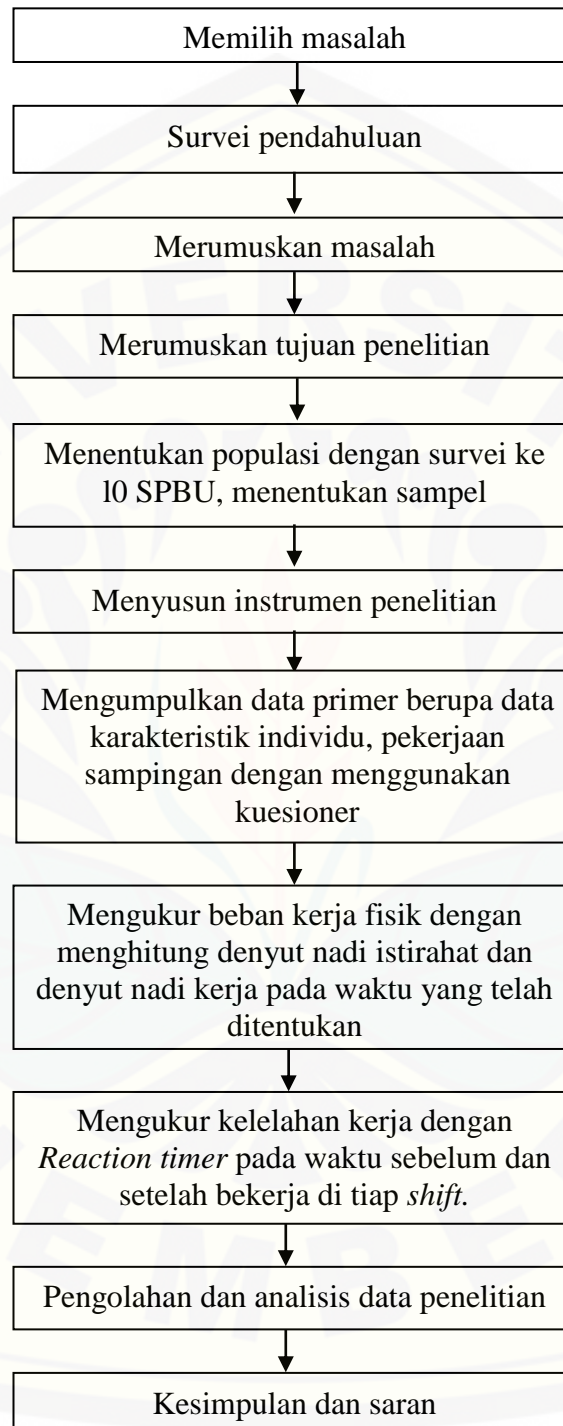 Memilih masalah
Survei pendahuluan
Merumuskan masalah
Merumuskan tujuan penelitian
Menentukan populasi dengan survei ke
10 SPBU, menentukan sampel
Menyusun instrumen penelitian
Mengumpulkan data primer berupa data
karakteristik individu, pekerjaan
sampingan dengan menggunakan
kuesioner
Mengukur beban kerja fisik dengan
menghitung denyut nadi istirahat dan
denyut nadi kerja pada waktu yang telah
ditentukan
Mengukur kelelahan kerja dengan
Reaction timer pada waktu sebelum dan
setelah bekerja di tiap shift.
Pengolahan dan analisis data penelitian
Kesimpulan dan saran